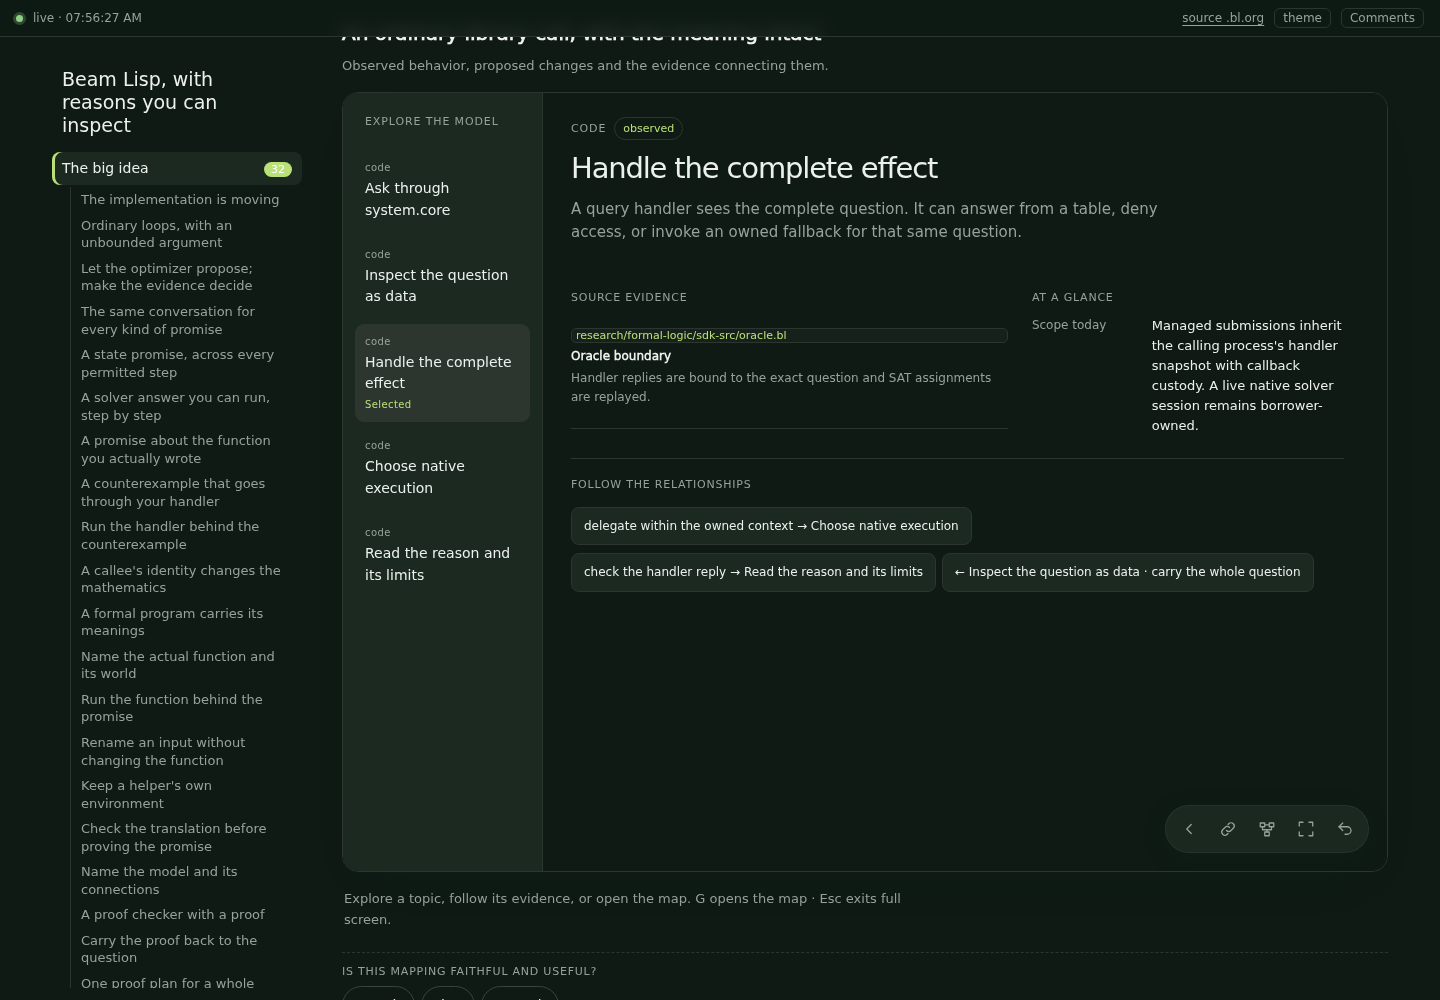 live · 07:56:27 AM
source .bl.org
theme
Comments
Beam Lisp, with
reasons you can
inspect
The big idea
32
The implementation is moving
Ordinary loops, with an
unbounded argument
Let the optimizer propose;
make the evidence decide
The same conversation for
every kind of promise
A state promise, across every
permitted step
A solver answer you can run,
step by step
A promise about the function
you actually wrote
A counterexample that goes
through your handler
Run the handler behind the
counterexample
A callee's identity changes the
mathematics
A formal program carries its
meanings
Name the actual function and
its world
Run the function behind the
promise
Rename an input without
changing the function
Keep a helper's own
environment
Check the translation before
proving the promise
Name the model and its
connections
A proof checker with a proof
Carry the proof back to the
question
One proof plan for a whole
An ordinary library call, with the meaning intact
Observed behavior, proposed changes and the evidence connecting them.
EXPLORE THE MODEL
code
Ask through
system.core
code
Inspect the question
as data
code
Handle the complete
effect
Selected
code
Choose native
execution
code
Read the reason and
its limits
CODE
observed
Handle the complete effect
A query handler sees the complete question. It can answer from a table, deny
access, or invoke an owned fallback for that same question.
SOURCE EVIDENCE
research/formal-logic/sdk-src/oracle.bl
Oracle boundary
Handler replies are bound to the exact question and SAT assignments
are replayed.
AT A GLANCE
Scope today
Managed submissions inherit
the calling process's handler
snapshot with callback
custody. A live native solver
session remains borrower-
owned.
FOLLOW THE RELATIONSHIPS
delegate within the owned context → Choose native execution
check the handler reply → Read the reason and its limits
← Inspect the question as data · carry the whole question
Explore a topic, follow its evidence, or open the map. G opens the map · Esc exits full
screen.
IS THIS MAPPING FAITHFUL AND USEFUL?